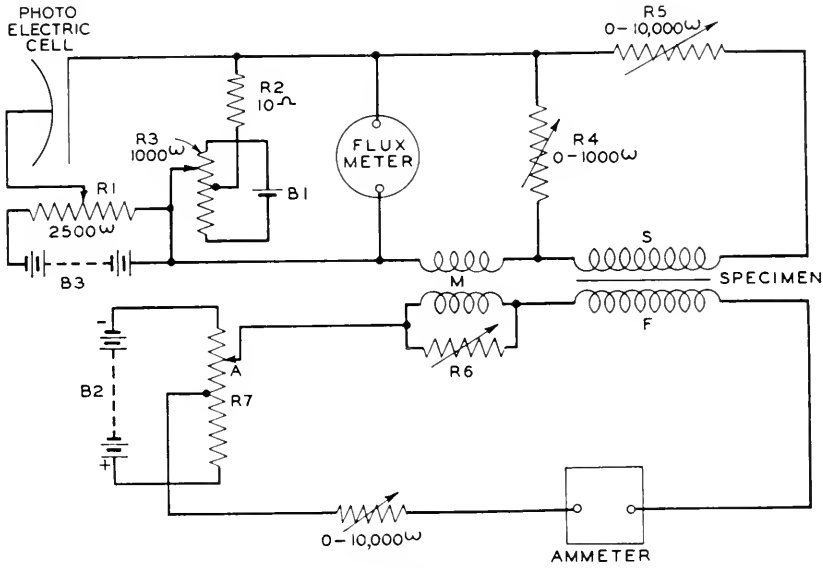 PHOTO
ELECTRIC
CELL
R5
0–10,000ω
R2
10Ω
R3
1000ω
FLUX
METER
R4
0–1000ω
B1
R1
2500ω
B3
S
M
SPECIMEN
F
-
A
R6
B2
R7
+
0–10,000ω
AMMETER